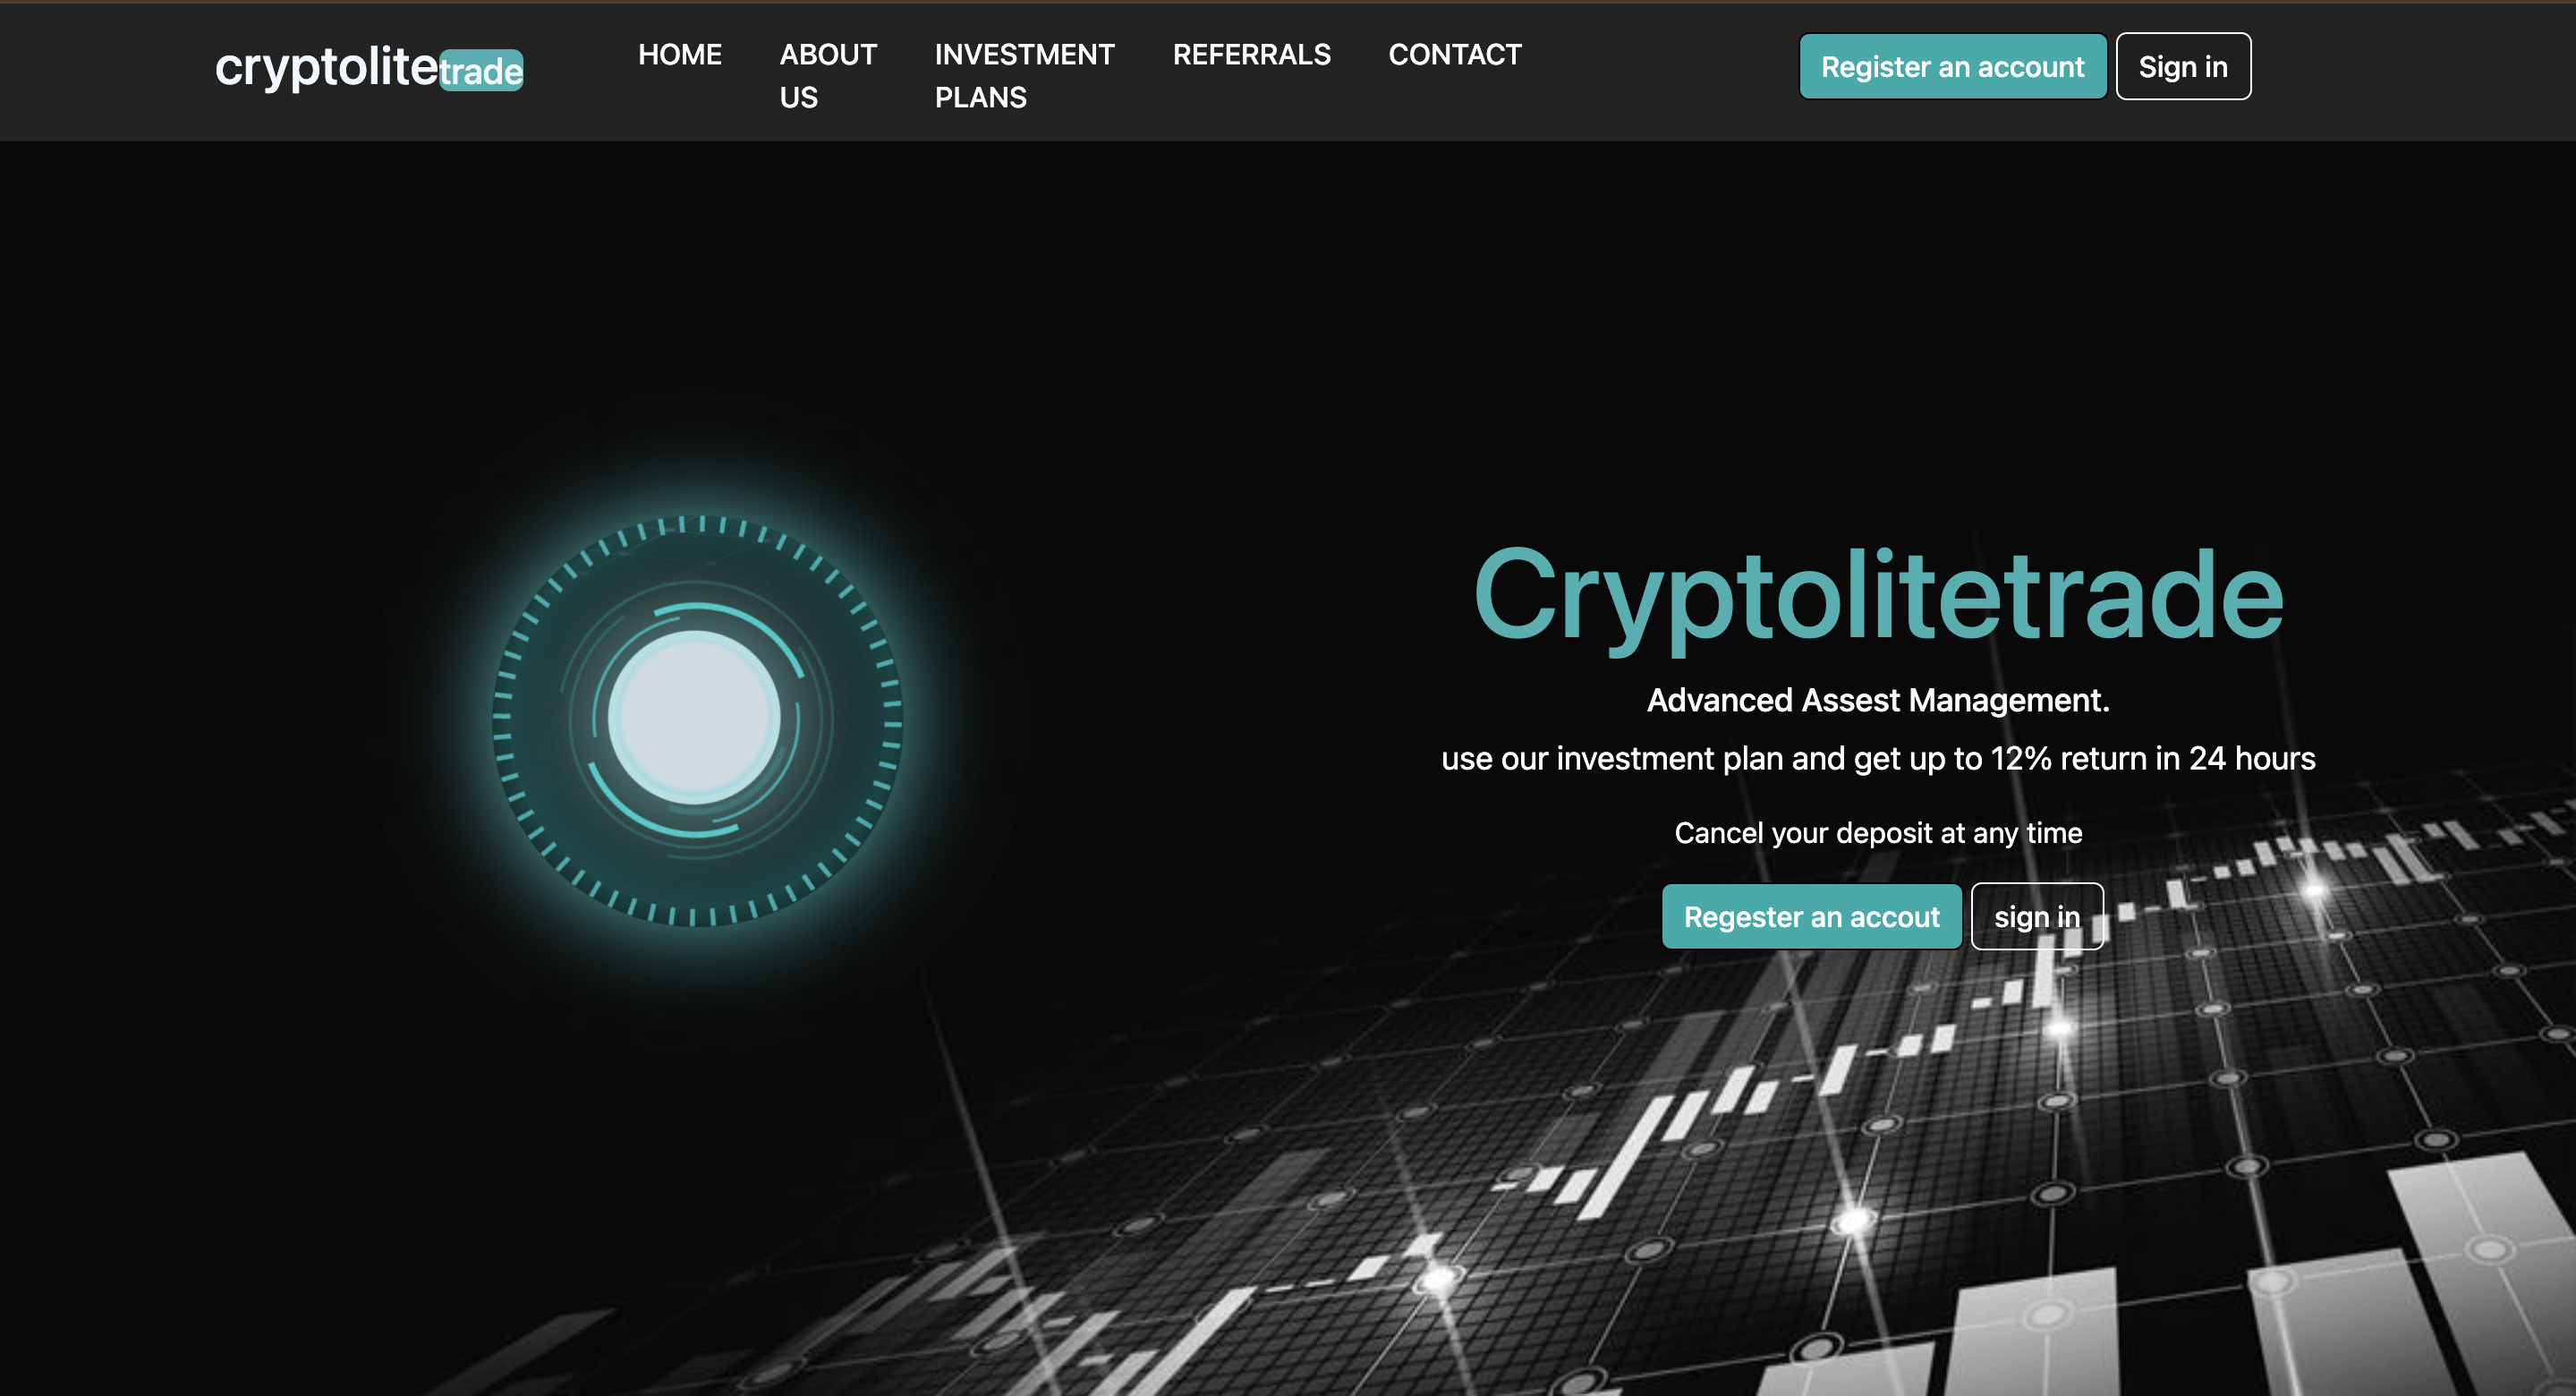 cryptolitetrade
HOME
ABOUT US
INVESTMENT PLANS
REFERRALS
CONTACT
Register an account
Sign in
Cryptolitetrade
Advanced Assest Management.
use our investment plan and get up to 12% return in 24 hours
Cancel your deposit at any time
Regester an accout
sign in